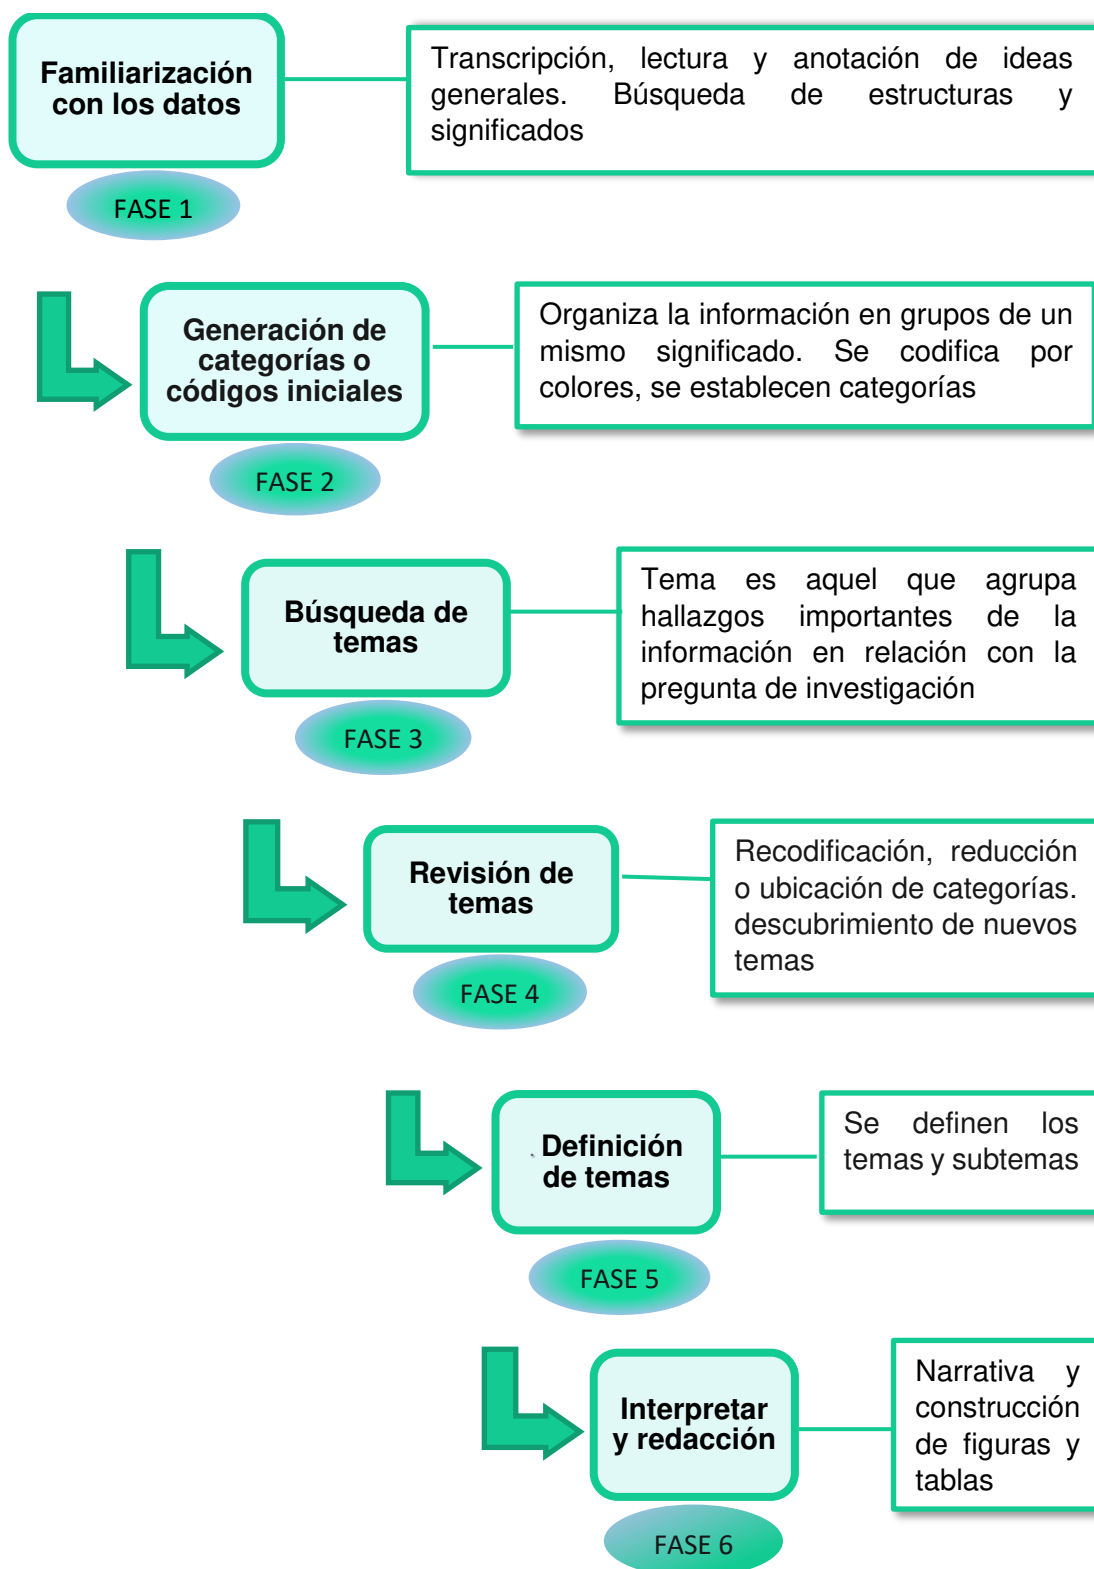 Familiarización
con los datos
Transcripción, lectura y anotación de ideas
generales. Búsqueda de estructuras y
significados
FASE 1
Generación de
categorías o
códigos iniciales
Organiza la información en grupos de un
mismo significado. Se codifica por
colores, se establecen categorías
FASE 2
Búsqueda de
temas
Tema es aquel que agrupa
hallazgos importantes de la
información en relación con la
pregunta de investigación
FASE 3
Revisión de
temas
Recodificación, reducción
o ubicación de categorías.
descubrimiento de nuevos
temas
FASE 4
. Definición
de temas
Se definen los
temas y subtemas
FASE 5
Interpretar
y redacción
Narrativa y
construcción
de figuras y
tablas
FASE 6